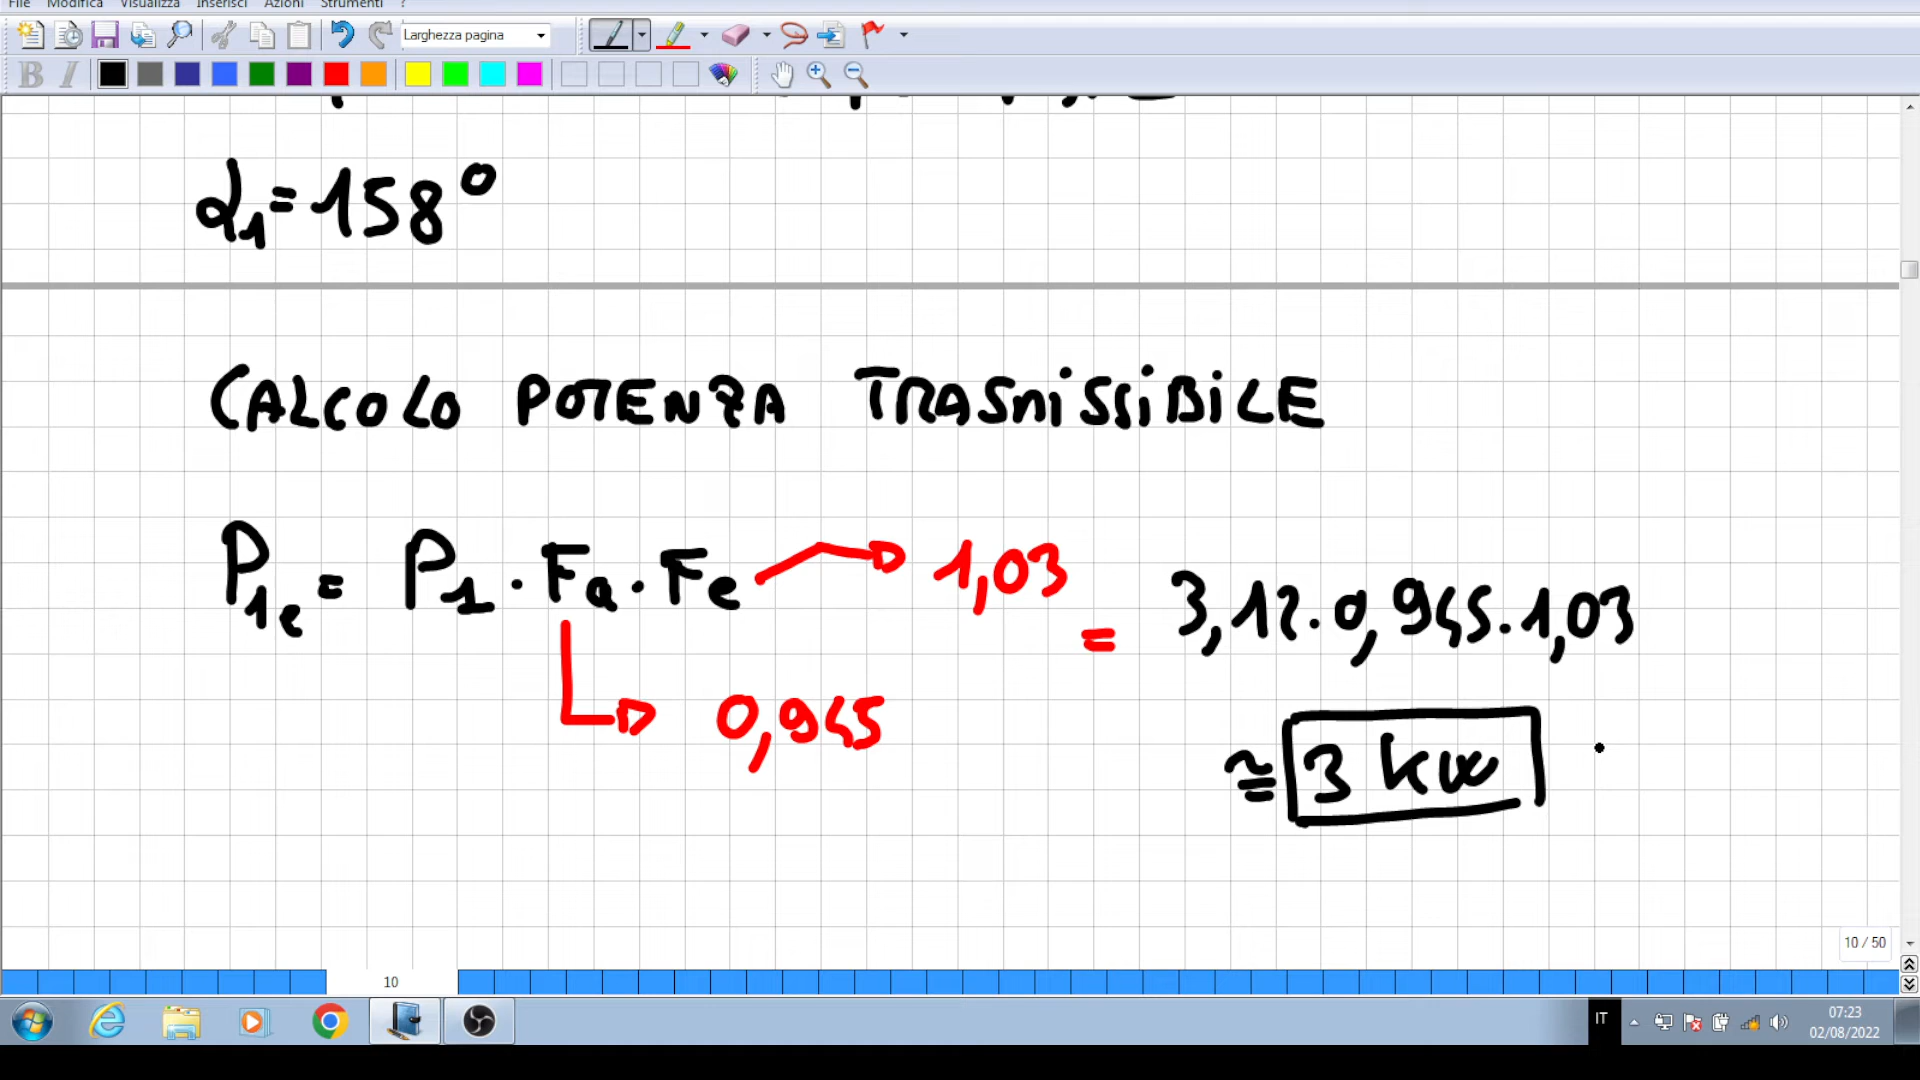 File Modifica Visualizza Inserisci Azioni Strumenti ?
Larghezza pagina
B I
α1 = 158°
CALCOLO POTENZA TRASMISSIBILE
P1e = P1 · Fa · Fe 1,03 = 3,12 · 0,945 · 1,03
0,945
≅ 3 kW
10 / 50
10
IT
07:23
02/08/2022